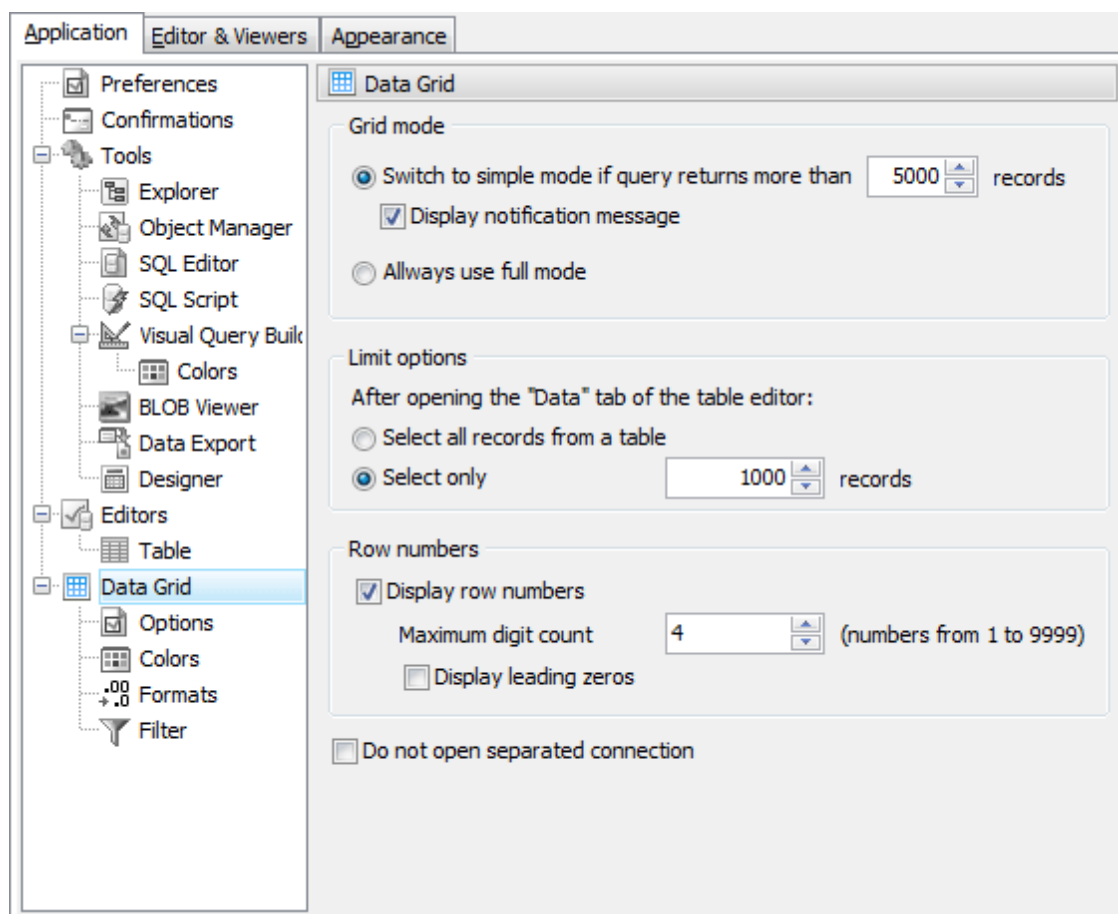 Application
Editor & Viewers
Appearance
Preferences
Confirmations
Tools
Explorer
Object Manager
SQL Editor
SQL Script
Visual Query Builc
Colors
BLOB Viewer
Data Export
Designer
Editors
Table
Data Grid
Options
Colors
.00
.0
Formats
Filter
Data Grid
Grid mode
Switch to simple mode if query returns more than 5000 records
Display notification message
Allways use full mode
Limit options
After opening the "Data" tab of the table editor:
Select all records from a table
Select only 1000 records
Row numbers
Display row numbers
Maximum digit count 4 (numbers from 1 to 9999)
Display leading zeros
Do not open separated connection